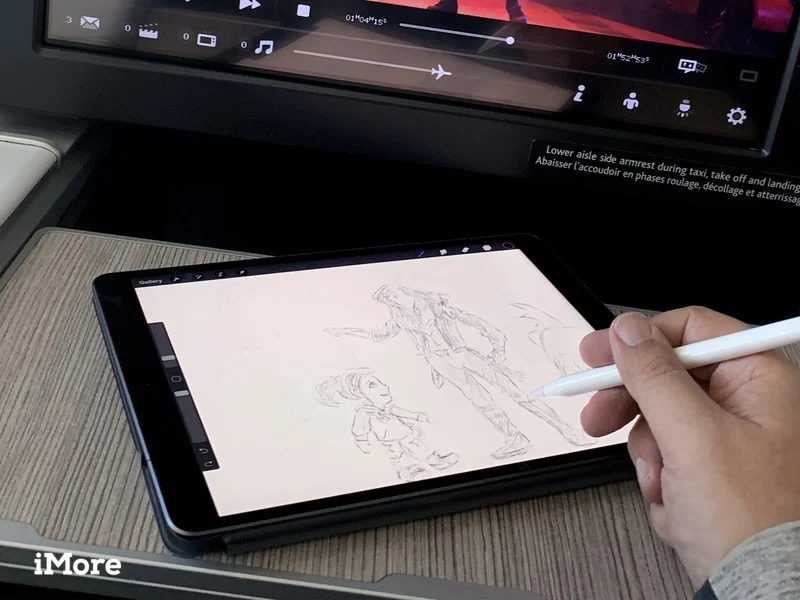 01ᴴ04ᴹ15ˢ
3
0
0
0
01ᴴ52ᴹ53ˢ
Lower aisle side armrest during taxi, take off and landing
Abaisser l'accoudoir en phases roulage, décollage et atterrissag
Gallery
iMore